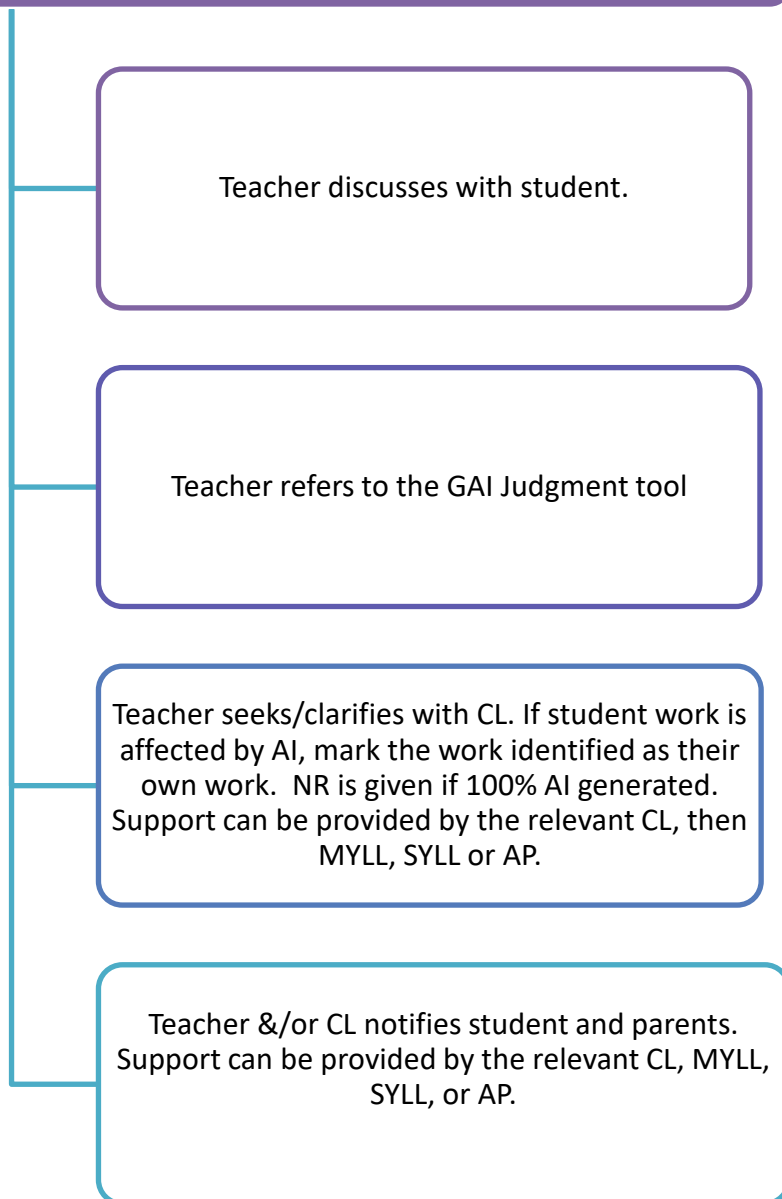 Teacher discusses with student.
Teacher refers to the GAI Judgment tool
Teacher seeks/clarifies with CL. If student work is
affected by AI, mark the work identified as their
own work.  NR is given if 100% AI generated.
Support can be provided by the relevant CL, then
MYLL, SYLL or AP.
Teacher &/or CL notifies student and parents.
Support can be provided by the relevant CL, MYLL,
SYLL, or AP.